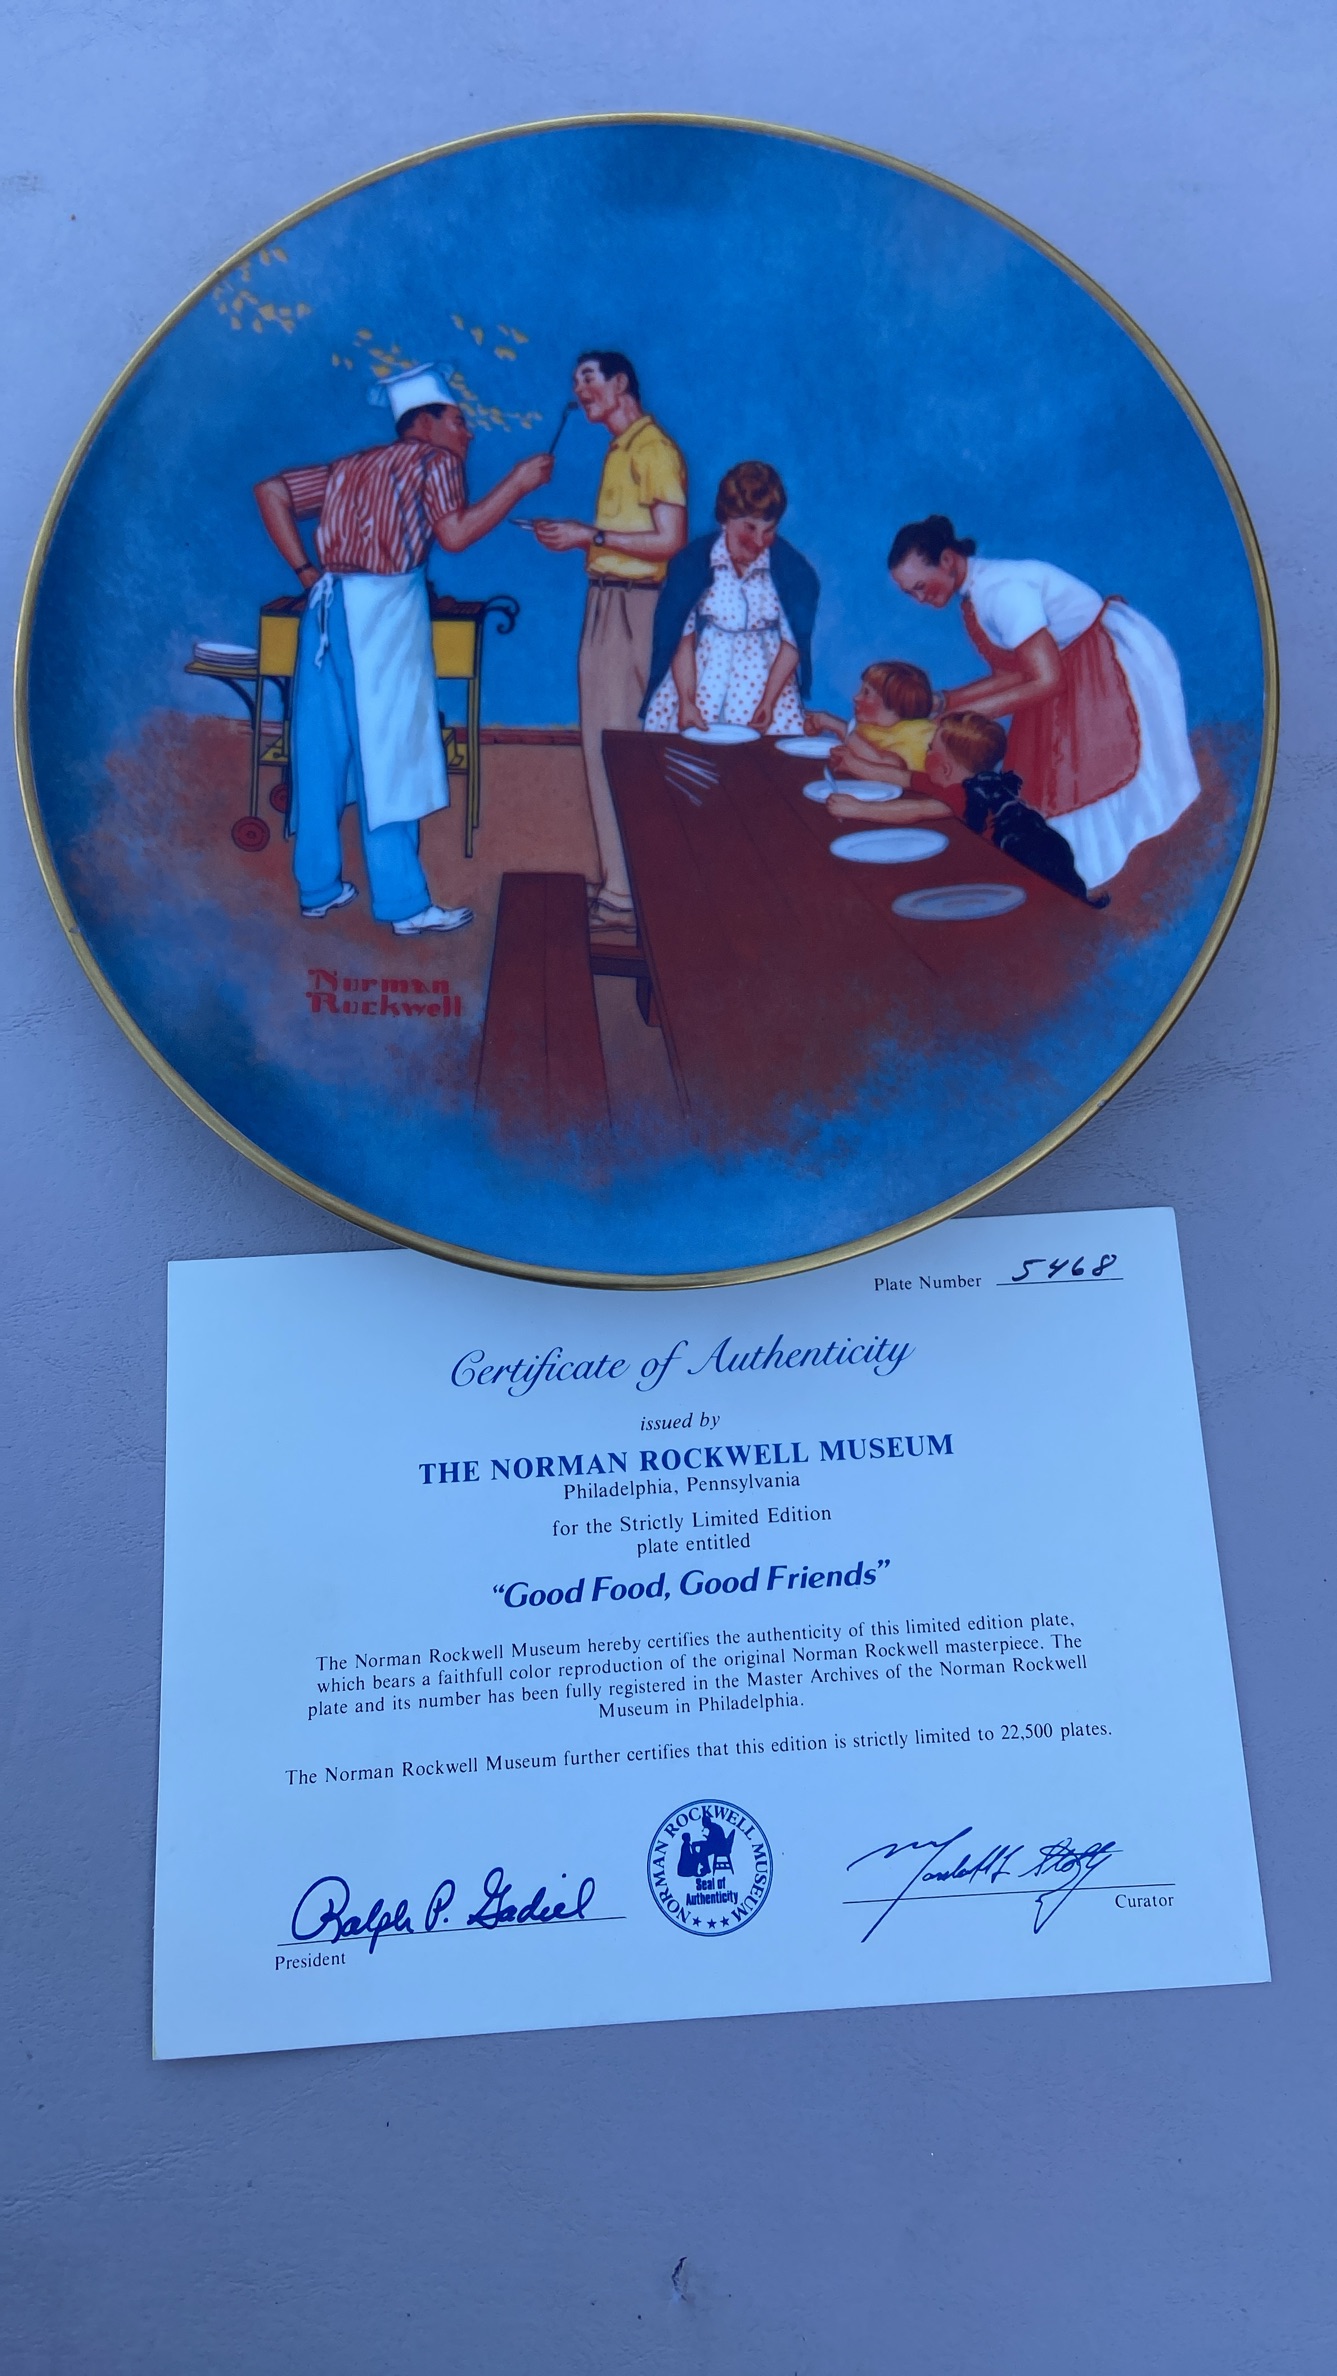 Norman
Rockwell
Plate Number 5468
Certificate of Authenticity
issued by
THE NORMAN ROCKWELL MUSEUM
Philadelphia, Pennsylvania
for the Strictly Limited Edition
plate entitled
“Good Food, Good Friends”
The Norman Rockwell Museum hereby certifies the authenticity of this limited edition plate,
which bears a faithfull color reproduction of the original Norman Rockwell masterpiece. The
plate and its number has been fully registered in the Master Archives of the Norman Rockwell
Museum in Philadelphia.
The Norman Rockwell Museum further certifies that this edition is strictly limited to 22,500 plates.
Ralph P. Gadiel
President
NORMAN ROCKWELL MUSEUM
Seal of
Authenticity
Curator